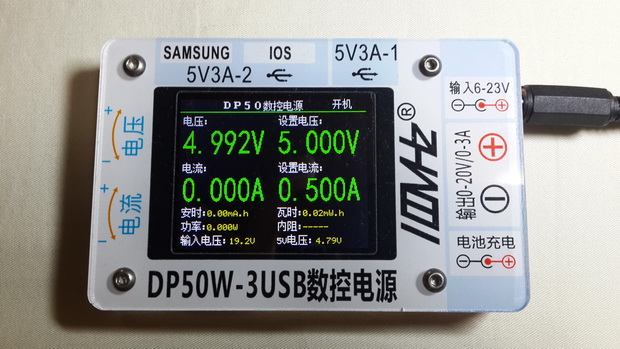 SAMSUNG IOS 5V3A-1
5V3A-2
DP50数控电源 开机
电压: 设置电压:
4.992V 5.000V
电流: 设置电流:
0.000A 0.500A
安时:0.00mA.h 瓦时:0.02mW.h
功率:0.000W 内阻:-----
输入电压:19.2V 5V电压:4.79V
DP50W-3USB数控电源
- 电压 +
- 电流 +
10MHz®
输入6-23V
- +
输出0-20V/0-3A
+
-
电池充电
- +